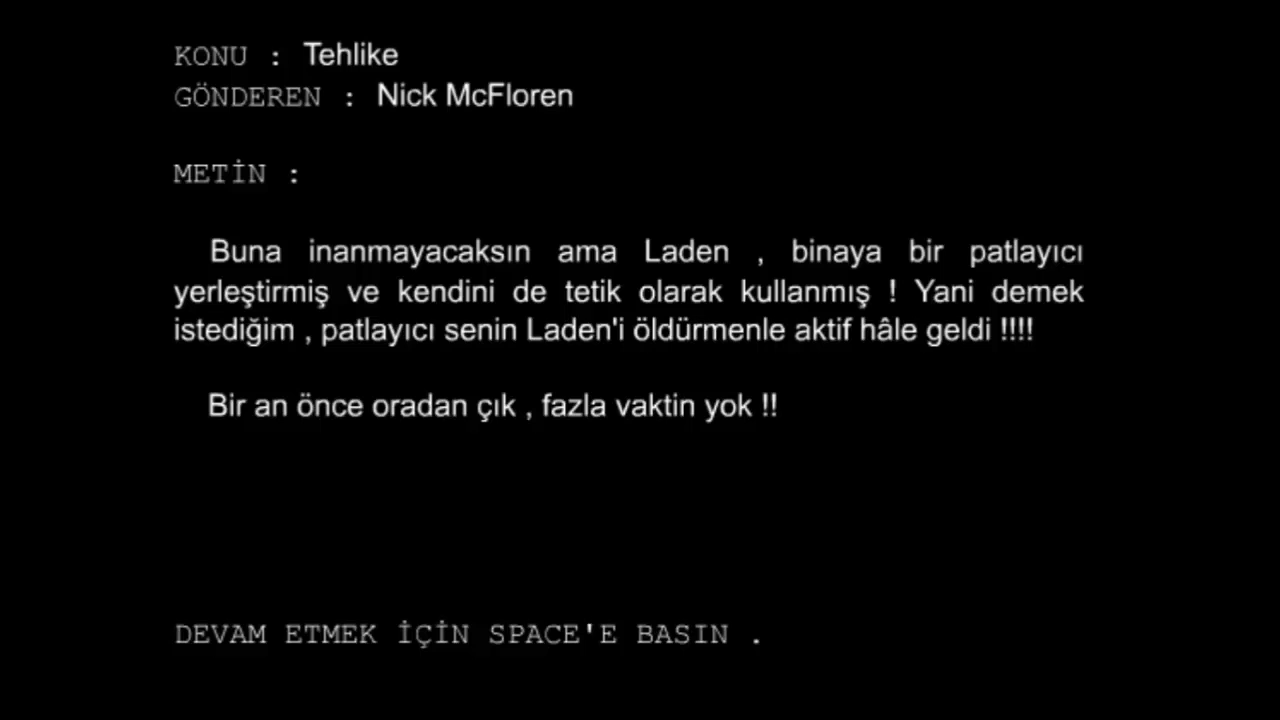 KONU : Tehlike
GÖNDEREN : Nick McFloren
METİN :
Buna inanmayacaksın ama Laden , binaya bir patlayıcı
yerleştirmiş ve kendini de tetik olarak kullanmış ! Yani demek
istediğim , patlayıcı senin Laden'i öldürmenle aktif hâle geldi !!!!
Bir an önce oradan çık , fazla vaktin yok !!
DEVAM ETMEK İÇİN SPACE'E BASIN .